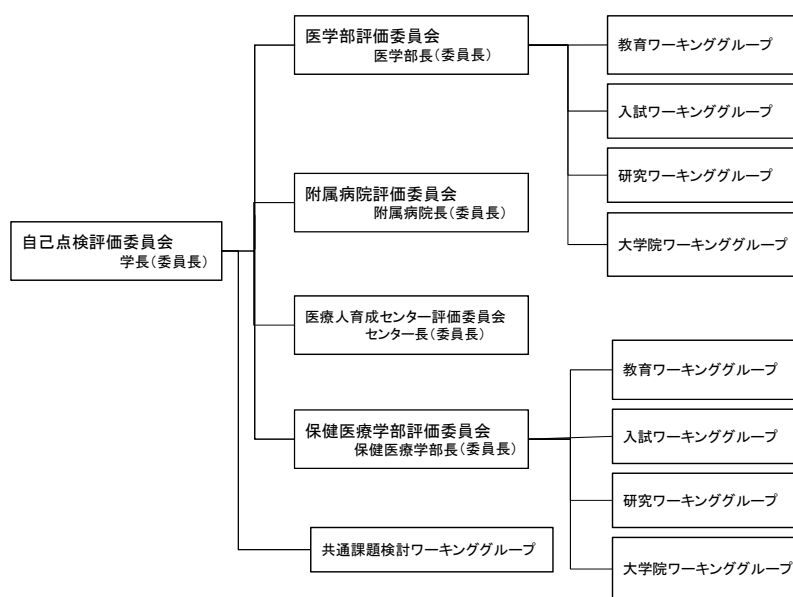 自己点検評価委員会
学長（委員長）
医学部評価委員会
医学部長（委員長）
教育ワーキンググループ
入試ワーキンググループ
研究ワーキンググループ
大学院ワーキンググループ
附属病院評価委員会
附属病院長（委員長）
医療人育成センター評価委員会
センター長（委員長）
保健医療学部評価委員会
保健医療学部長（委員長）
教育ワーキンググループ
入試ワーキンググループ
研究ワーキンググループ
大学院ワーキンググループ
共通課題検討ワーキンググループ